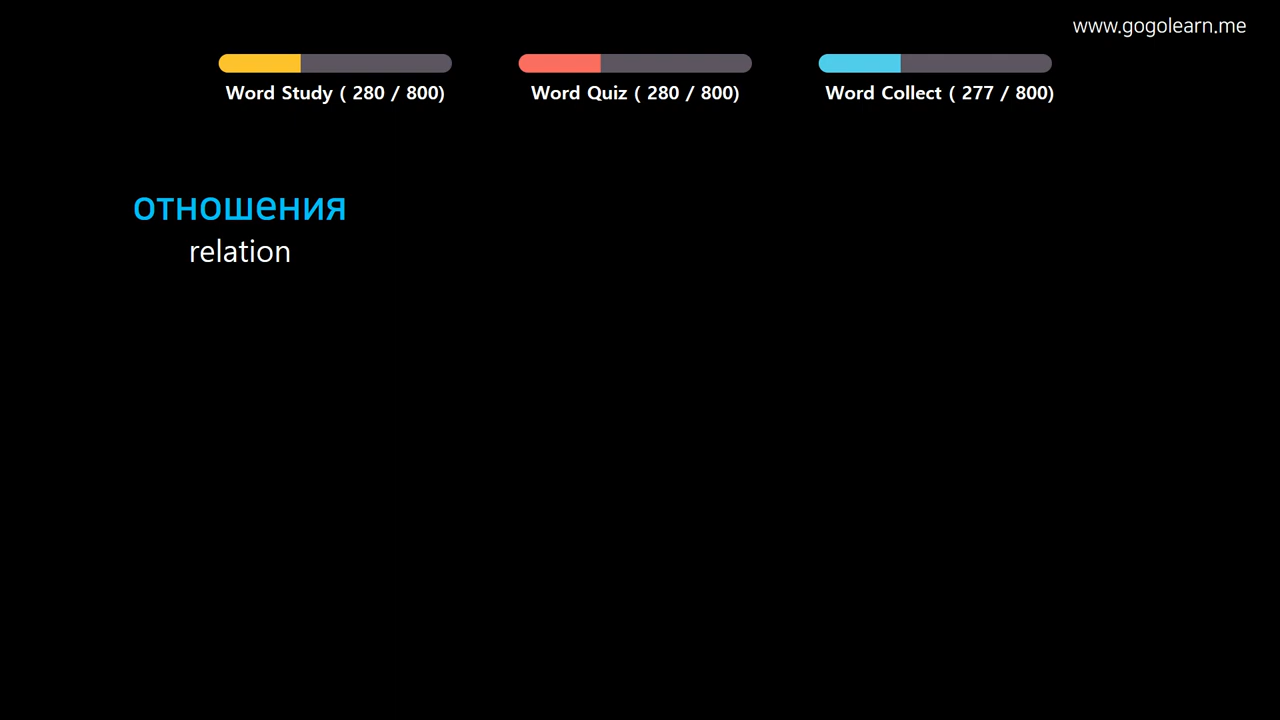 www.gogolearn.me
Word Study ( 280 / 800)
Word Quiz ( 280 / 800)
Word Collect ( 277 / 800)
отношения
relation